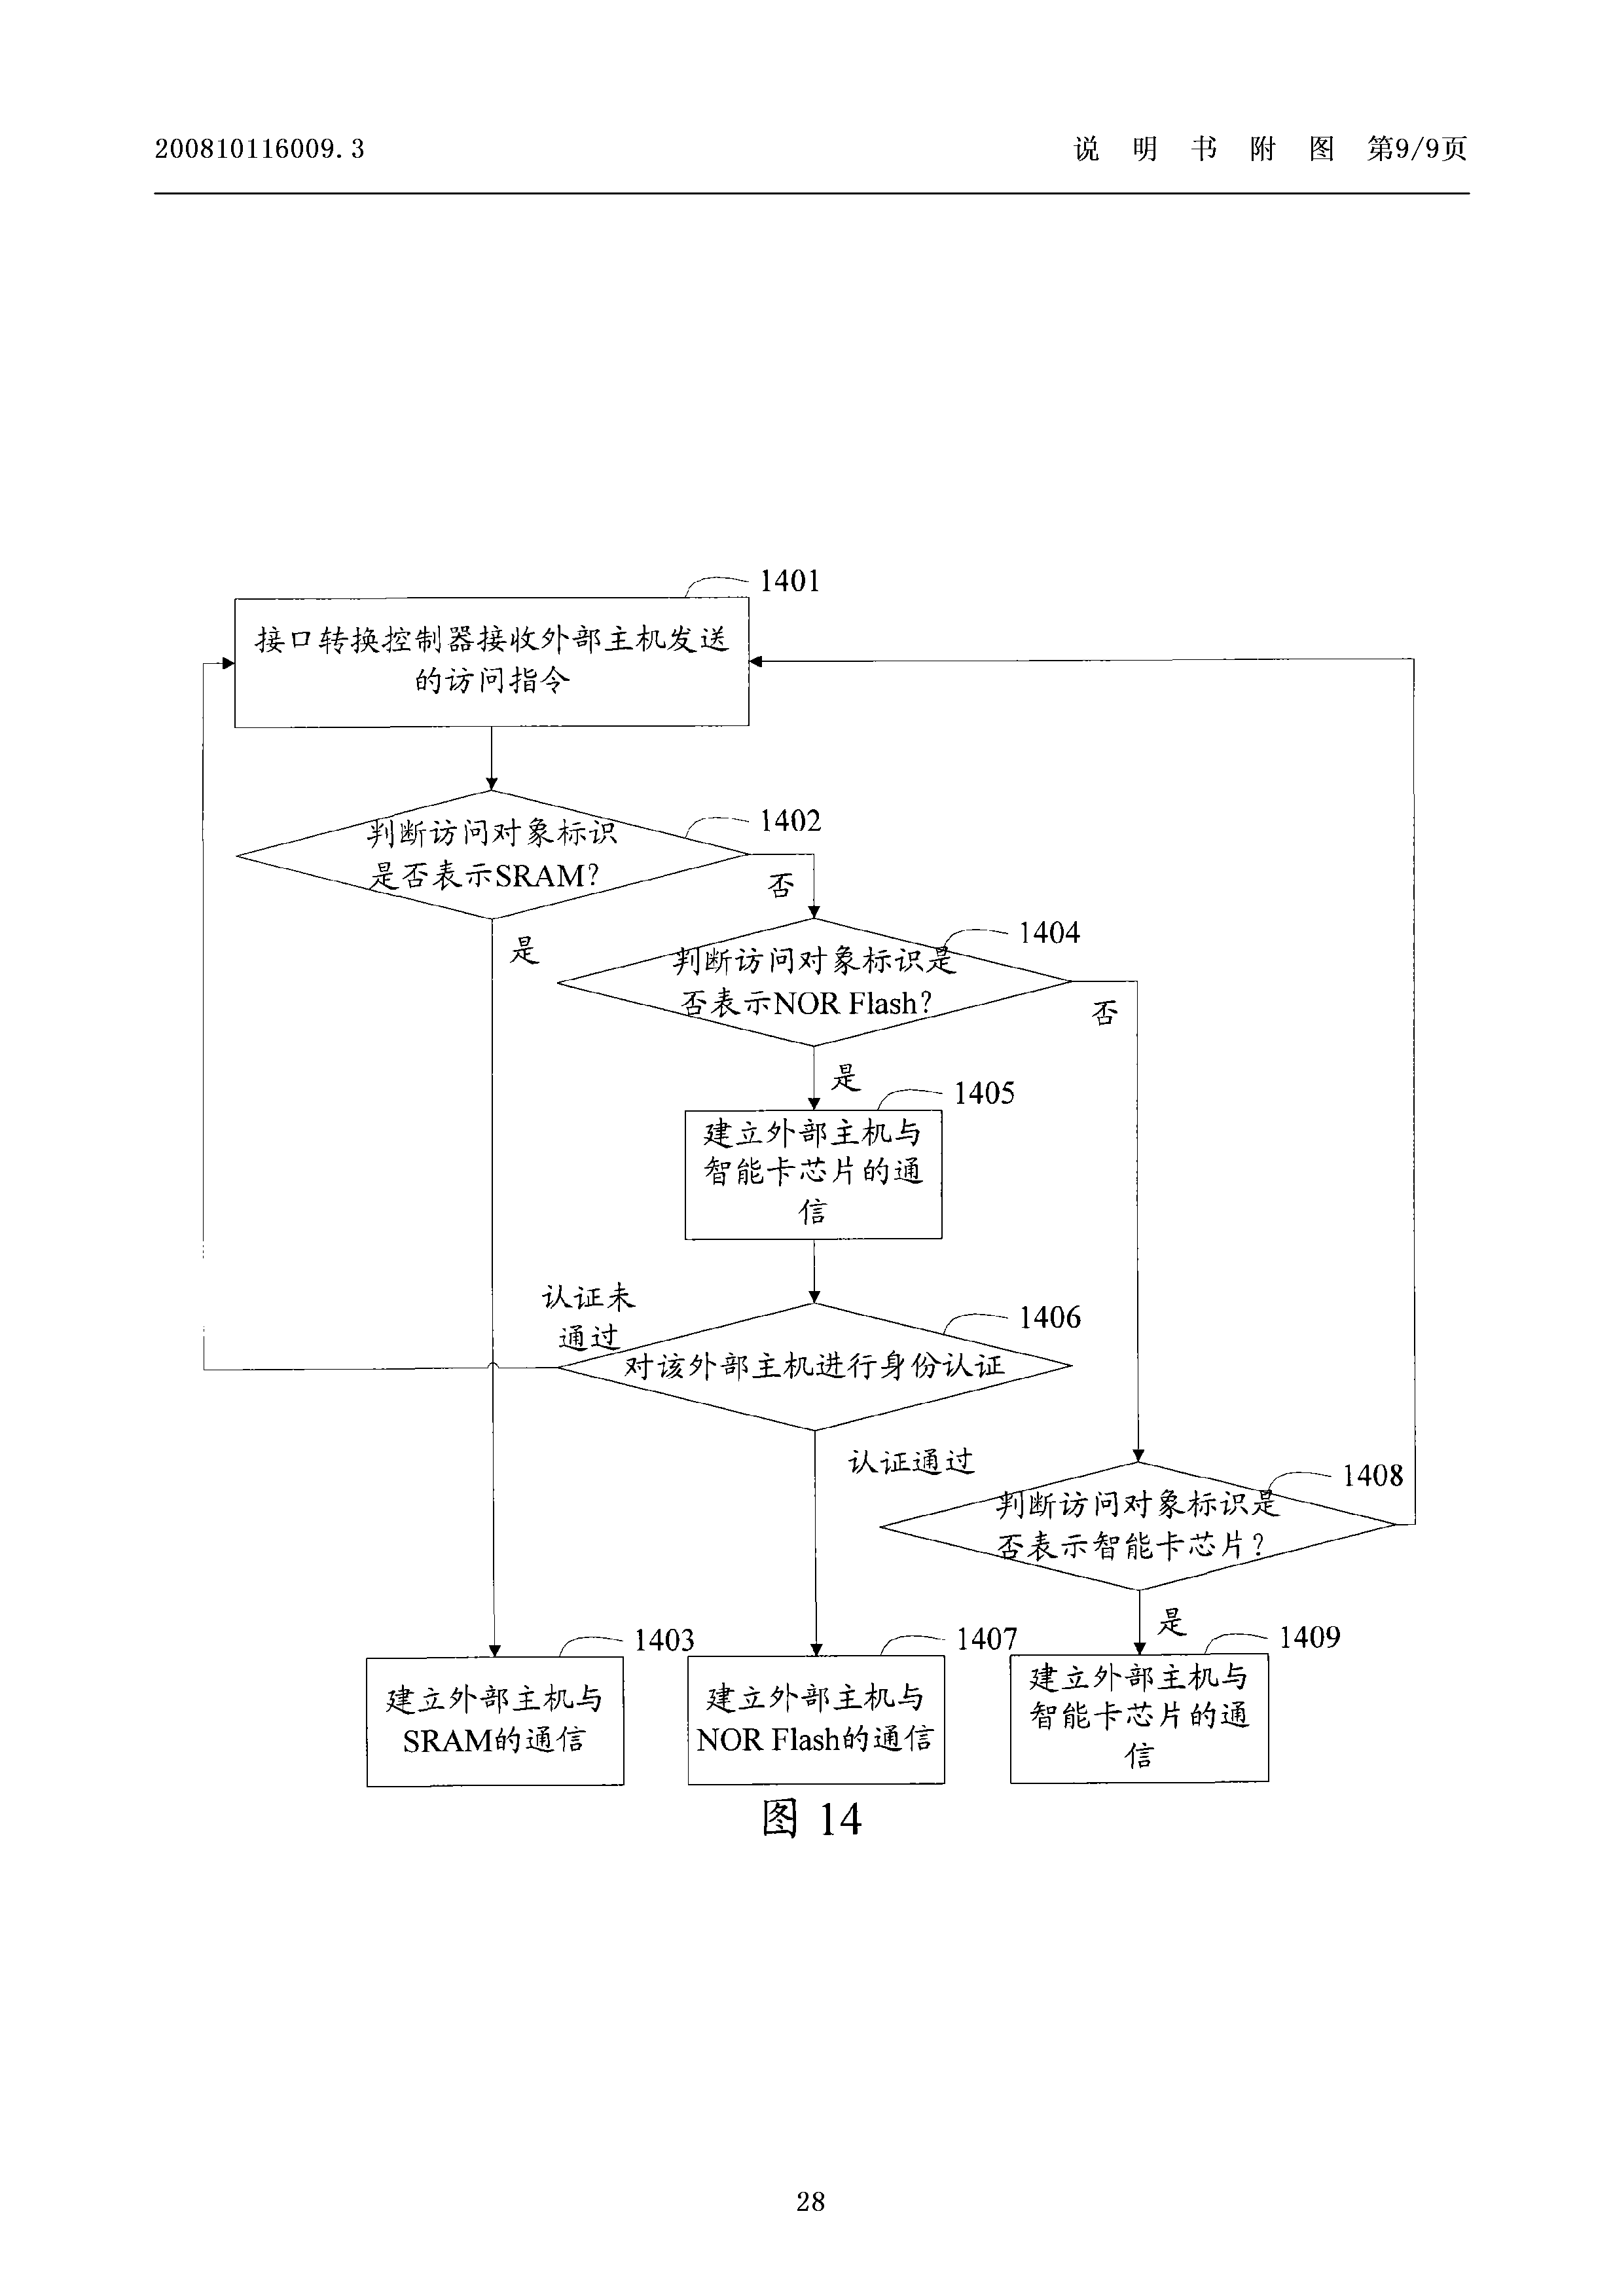 200810116009.3
说 明 书 附 图 第9/9页
1401
接口转换控制器接收外部主机发送
的访问指令
1402
判断访问对象标识
是否表示SRAM？
否
是
1404
判断访问对象标识是
否表示NOR Flash？
否
是
1405
建立外部主机与
智能卡芯片的通
信
认证未
通过
1406
对该外部主机进行身份认证
认证通过
1408
判断访问对象标识是
否表示智能卡芯片？
是
1403
建立外部主机与
SRAM的通信
1407
建立外部主机与
NOR Flash的通信
1409
建立外部主机与
智能卡芯片的通
信
图 14
28